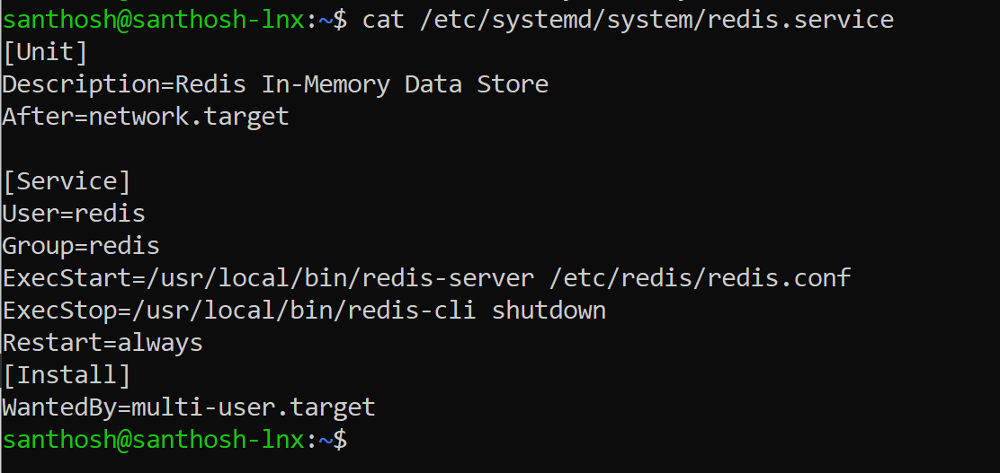 santhosh@santhosh-lnx:~$ cat /etc/systemd/system/redis.service
[Unit]
Description=Redis In-Memory Data Store
After=network.target

[Service]
User=redis
Group=redis
ExecStart=/usr/local/bin/redis-server /etc/redis/redis.conf
ExecStop=/usr/local/bin/redis-cli shutdown
Restart=always
[Install]
WantedBy=multi-user.target
santhosh@santhosh-lnx:~$